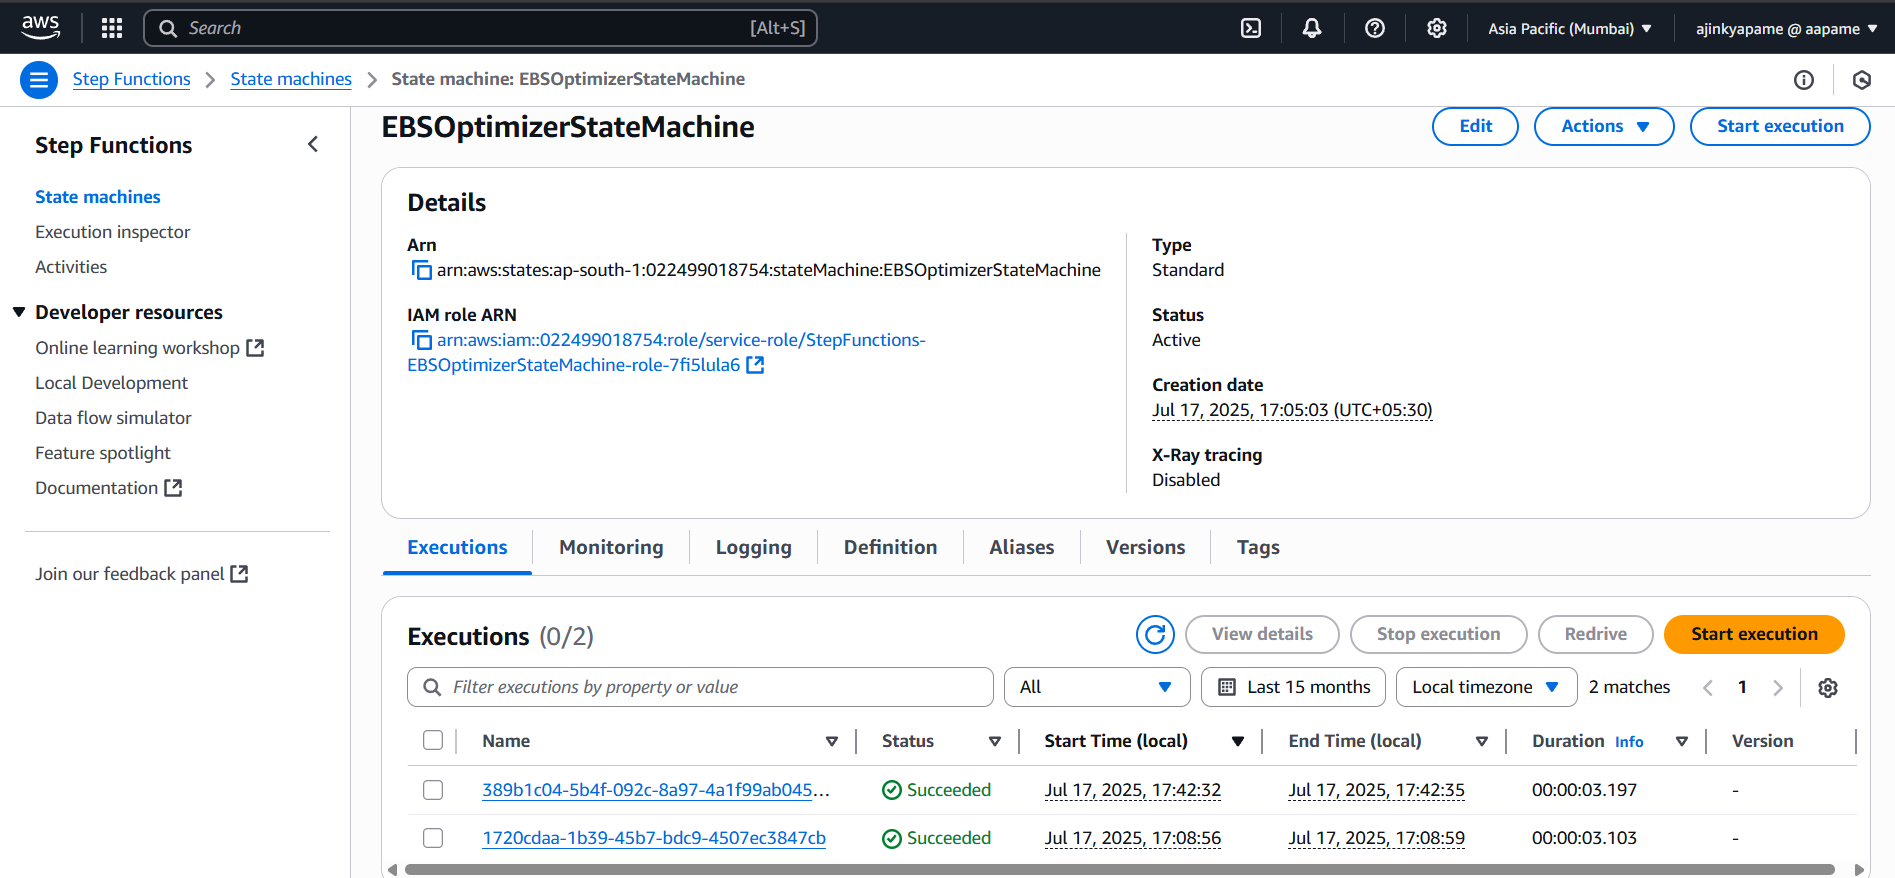 aws
Search [Alt+S]
Asia Pacific (Mumbai)
ajinkyapame @ aapame
Step Functions
State machines
State machine: EBSOptimizerStateMachine
Step Functions
State machines
Execution inspector
Activities
Developer resources
Online learning workshop
Local Development
Data flow simulator
Feature spotlight
Documentation
Join our feedback panel
EBSOptimizerStateMachine
Edit
Actions
Start execution
Details
Arn
arn:aws:states:ap-south-1:022499018754:stateMachine:EBSOptimizerStateMachine
IAM role ARN
arn:aws:iam::022499018754:role/service-role/StepFunctions-
EBSOptimizerStateMachine-role-7fi5lula6
Type
Standard
Status
Active
Creation date
Jul 17, 2025, 17:05:03 (UTC+05:30)
X-Ray tracing
Disabled
Executions
Monitoring
Logging
Definition
Aliases
Versions
Tags
Executions (0/2)
View details
Stop execution
Redrive
Start execution
Filter executions by property or value
All
Last 15 months
Local timezone
2 matches
1
Name Status Start Time (local) End Time (local) Duration Info Version
389b1c04-5b4f-092c-8a97-4a1f99ab045… Succeeded Jul 17, 2025, 17:42:32 Jul 17, 2025, 17:42:35 00:00:03.197 -
1720cdaa-1b39-45b7-bdc9-4507ec3847cb Succeeded Jul 17, 2025, 17:08:56 Jul 17, 2025, 17:08:59 00:00:03.103 -